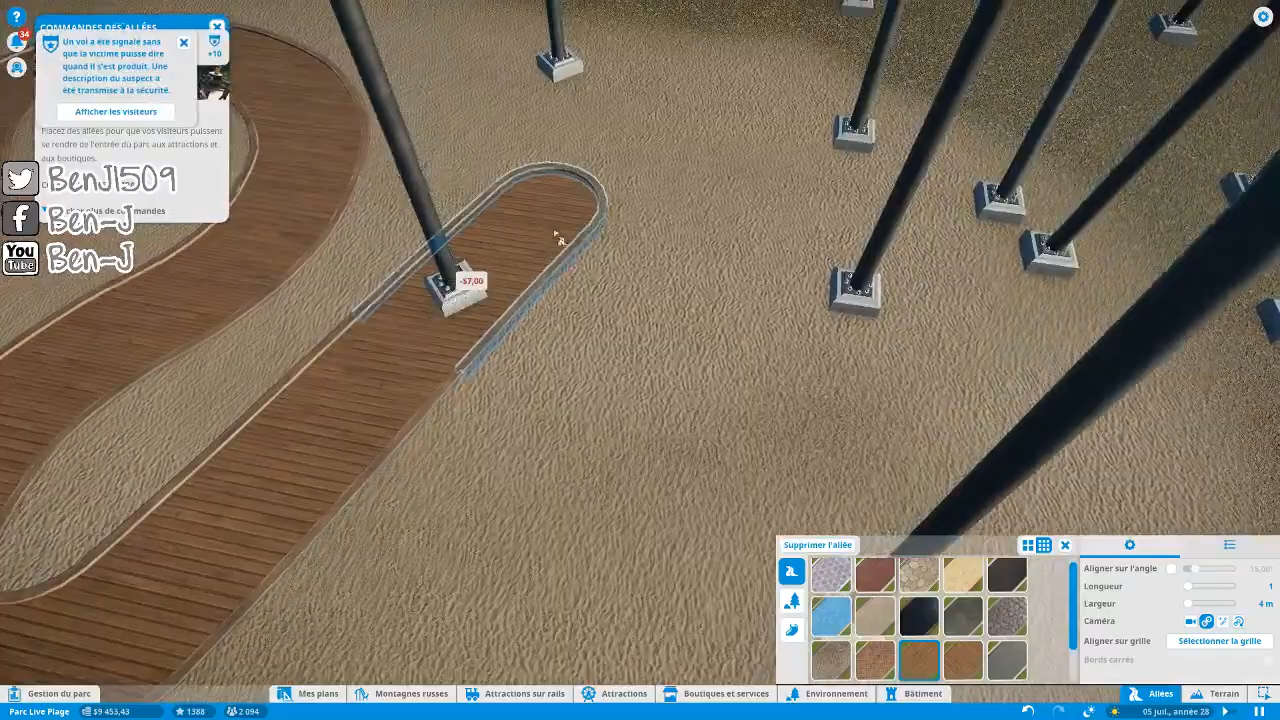 COMMANDES DES ALLÉES
34
Un vol a été signalé sans
que la victime puisse dire
quand il s'est produit. Une
description du suspect a
été transmise à la sécurité.
+10
Afficher les visiteurs
Placez des allées pour que vos visiteurs puissent
se rendre de l'entrée du parc aux attractions et
aux boutiques.
plus de commandes
BenJ1509
Ben-J
You Tube
Ben-J
-$7,00
Supprimer l'allée
Aligner sur l'angle
15,00°
Longueur
1
Largeur
4 m
Caméra
Aligner sur grille
Sélectionner la grille
Bords carrés
Gestion du parc
Mes plans
Montagnes russes
Attractions sur rails
Attractions
Boutiques et services
Environnement
Bâtiment
Allées
Terrain
Parc Live Plage
$9 453,43
1388
2 094
05 juil., année 28